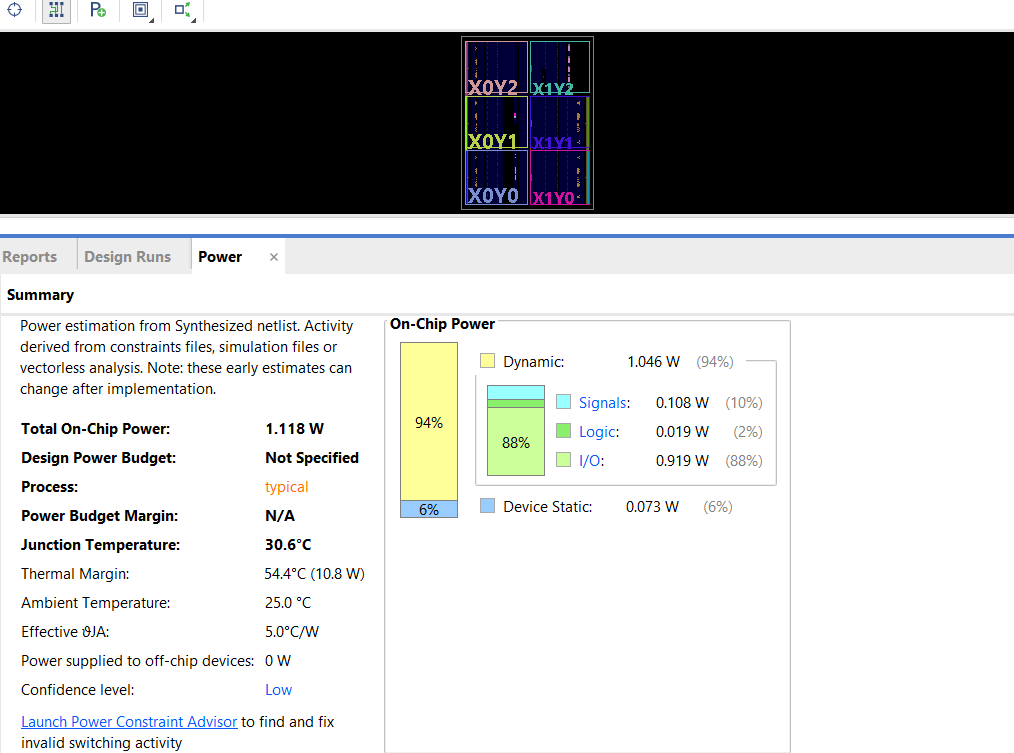 X0Y2 X1Y2
X0Y1 X1Y1
X0Y0 X1Y0
Reports Design Runs Power ×
Summary
Power estimation from Synthesized netlist. Activity
derived from constraints files, simulation files or
vectorless analysis. Note: these early estimates can
change after implementation.
Total On-Chip Power: 1.118 W
Design Power Budget: Not Specified
Process: typical
Power Budget Margin: N/A
Junction Temperature: 30.6°C
Thermal Margin: 54.4°C (10.8 W)
Ambient Temperature: 25.0 °C
Effective ϑJA: 5.0°C/W
Power supplied to off-chip devices: 0 W
Confidence level: Low
Launch Power Constraint Advisor to find and fix
invalid switching activity
On-Chip Power
94%
6%
Dynamic: 1.046 W (94%)
88%
Signals: 0.108 W (10%)
Logic: 0.019 W (2%)
I/O: 0.919 W (88%)
Device Static: 0.073 W (6%)